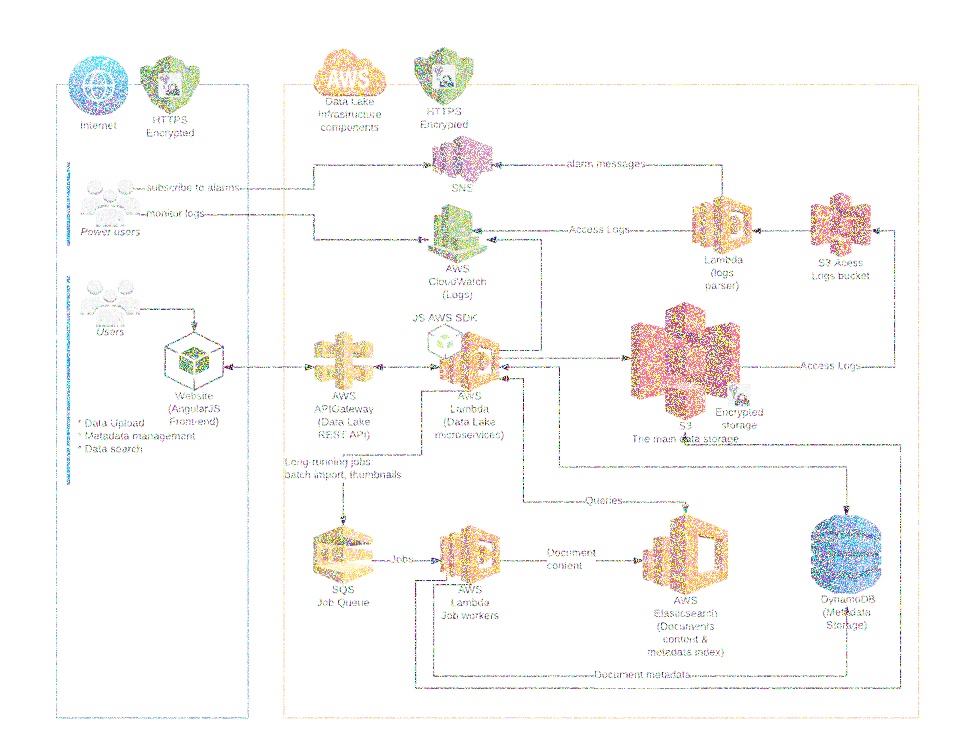 AWS
Internet
HTTPS
Encrypted
Data Lake
infrastructure
components
HTTPS
Encrypted
alarm messages
SNS
subscribe to alarms
monitor logs
Power users
Access Logs
AWS
CloudWatch
(Logs)
Lambda
(logs
parser)
S3 Acess
Logs bucket
Users
JS AWS SDK
Access Logs
Website
(AngularJS
Front-end)
AWS
APIGateway
(Data Lake
REST API)
AWS
Lambda
(Data Lake
microservices)
Encrypted
storage
S3
The main data storage
* Data Upload
* Metadata management
* Data search
Long-running jobs:
batch import, thumbnails
Queries
Jobs
Document
content
SQS
Job Queue
AWS
Lambda
Job workers
AWS
Elasticsearch
(Documents
content &
metadata index)
DynamoDB
(Metadata
Storage)
Document metadata